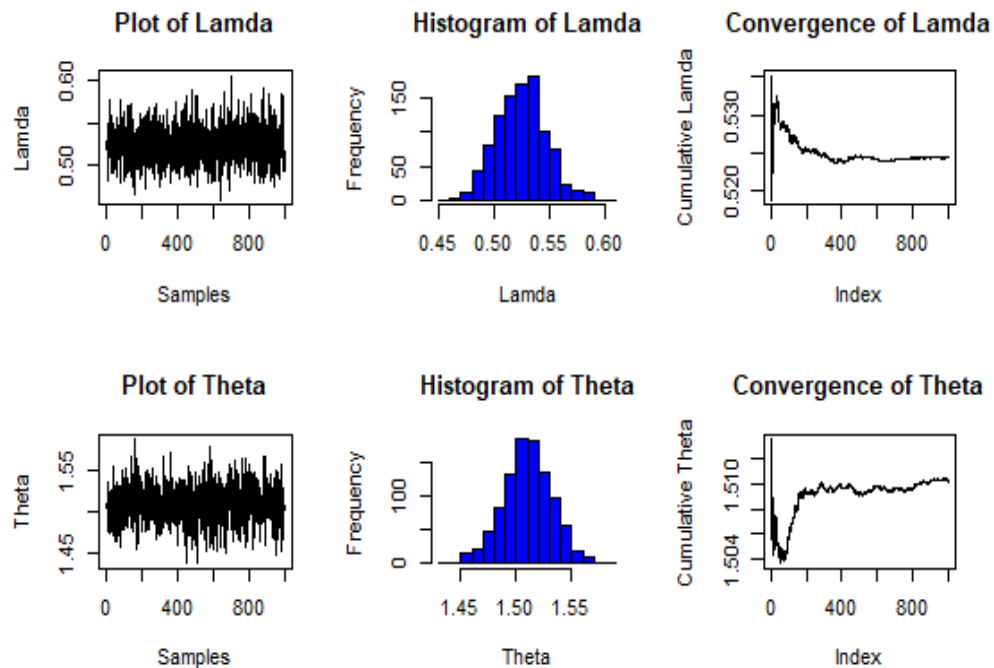 Plot of Lamda
Lamda
0.50
0.60
0
400
800
Samples
Histogram of Lamda
Frequency
0
50
150
0.45
0.50
0.55
0.60
Lamda
Convergence of Lamda
Cumulative Lamda
0.520
0.530
0
400
800
Index
Plot of Theta
Theta
1.45
1.55
0
400
800
Samples
Histogram of Theta
Frequency
0
100
1.45
1.50
1.55
Theta
Convergence of Theta
Cumulative Theta
1.504
1.510
0
400
800
Index